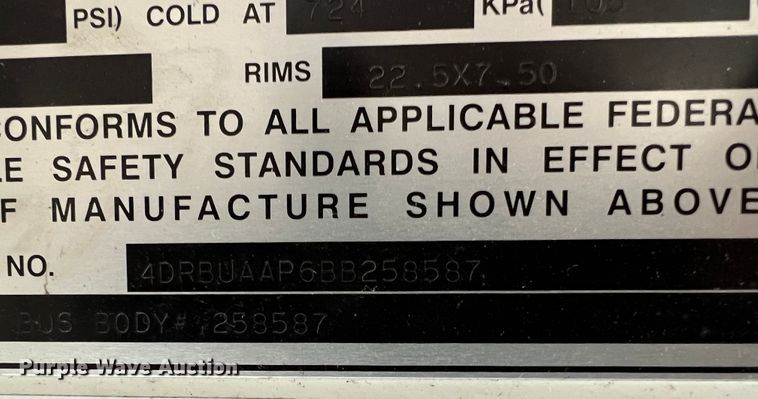 PSI) COLD AT 724 KPa( 105
RIMS 22.5X7.50
CONFORMS TO ALL APPLICABLE FEDERA
LE SAFETY STANDARDS IN EFFECT O
F MANUFACTURE SHOWN ABOVE
NO. 4DRBUAAP6BB258587
BUS BODY# 258587
Purple Wave Auction